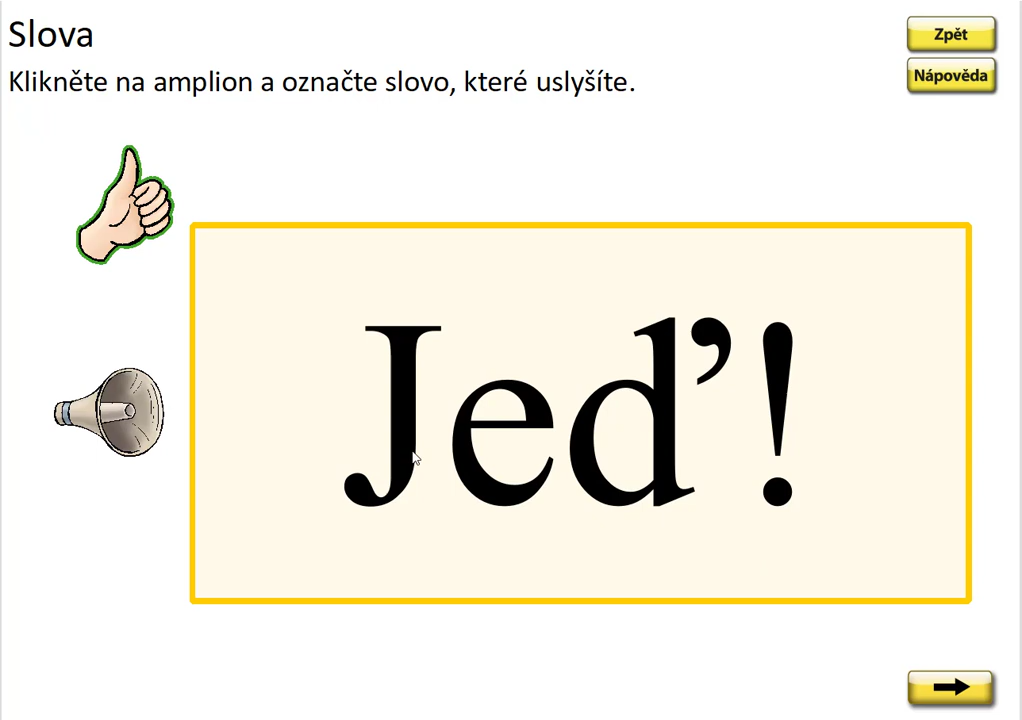 Slova
Zpět
Klikněte na amplion a označte slovo, které uslyšíte.
Nápověda
Jeď!